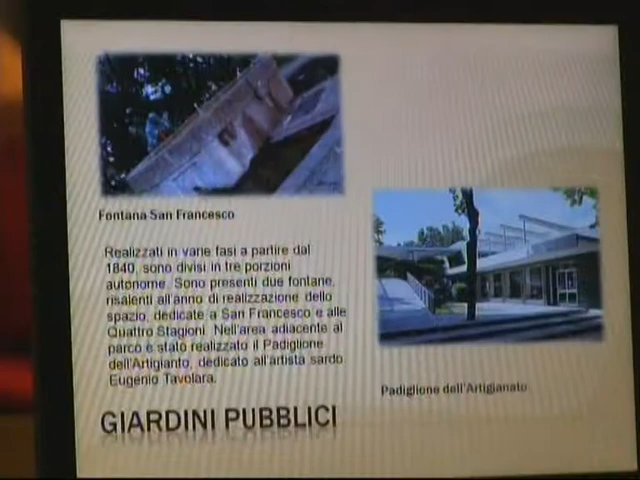 Fontana San Francesco
Realizzati in varie fasi a partire dal
1840, sono divisi in tre porzioni
autonome. Sono presenti due fontane,
risalenti all'anno di realizzazione dello
spazio, dedicate a San Francesco e alle
Quattro Stagioni. Nell'area adiacente al
parco è stato realizzato il Padiglione
dell'Artigianto, dedicato all'artista sardo
Eugenio Tavolara.
Padiglione dell'Artigianato
GIARDINI PUBBLICI